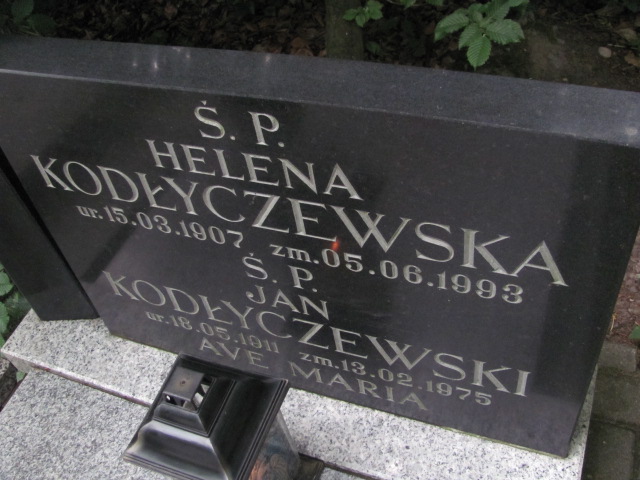 Ś. P.
HELENA
KODŁYCZEWSKA
ur. 15.03.1907 zm. 05.06.1993
Ś. P.
JAN
KODŁYCZEWSKI
ur. 18.05.1911 zm. 13.02.1975
AVE MARIA